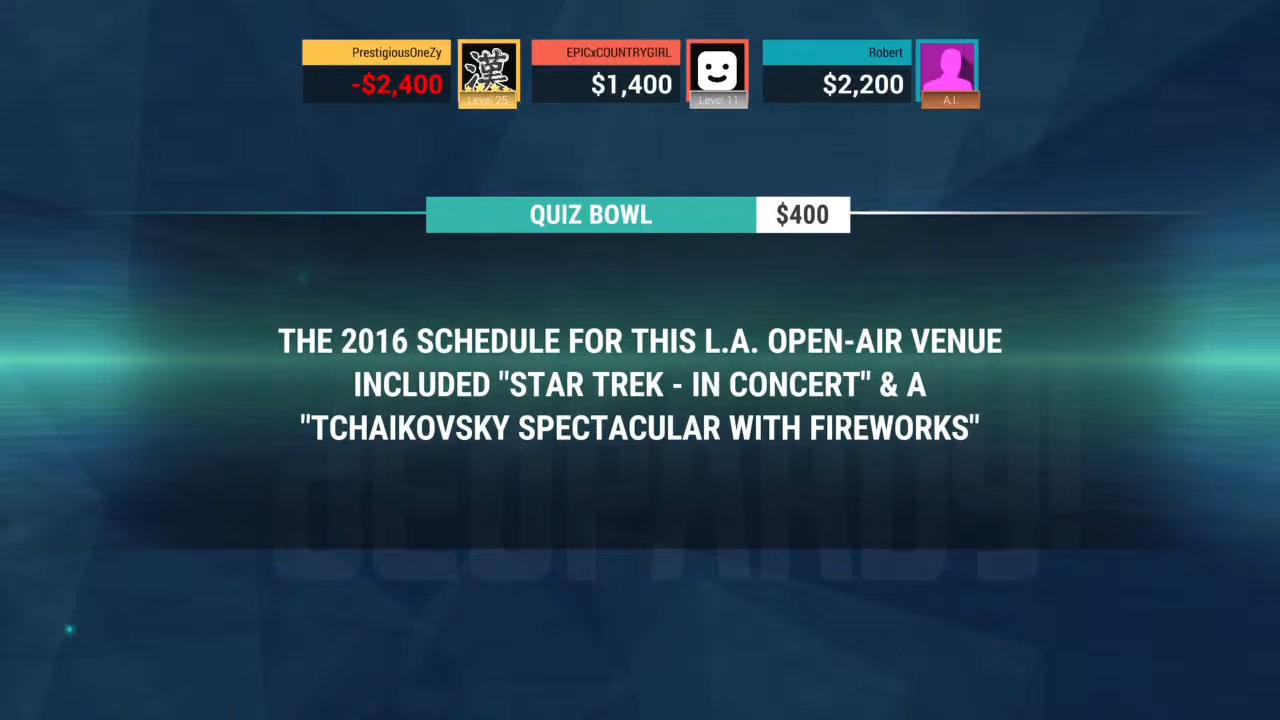 PrestigiousOneZy
-$2,400
Level 25
EPICxCOUNTRYGIRL
$1,400
Level 11
Robert
$2,200
A.I.
漢
QUIZ BOWL $400
THE 2016 SCHEDULE FOR THIS L.A. OPEN-AIR VENUE
INCLUDED "STAR TREK - IN CONCERT" & A
"TCHAIKOVSKY SPECTACULAR WITH FIREWORKS"
JEOPARDY!